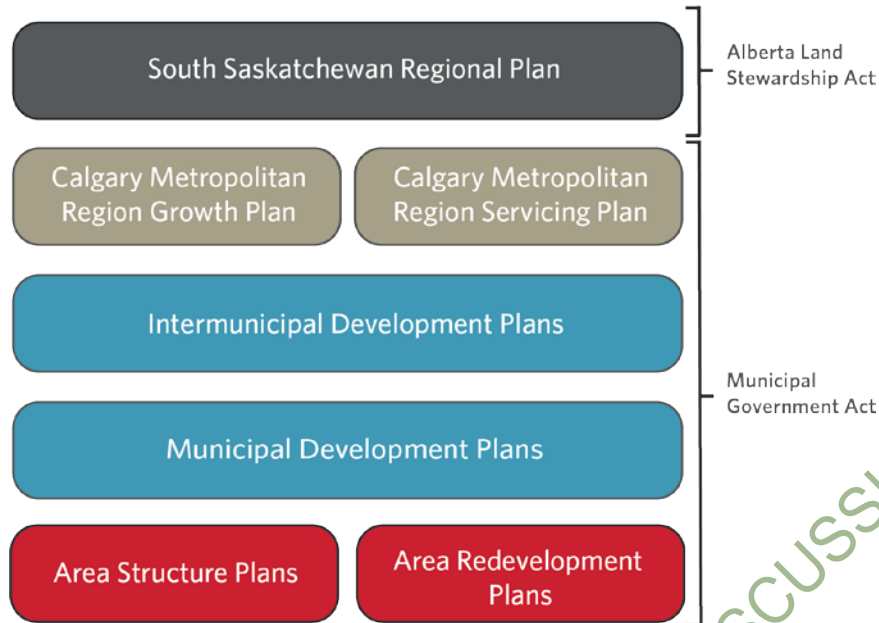 South Saskatchewan Regional Plan
Alberta Land
Stewardship Act
Calgary Metropolitan
Region Growth Plan
Calgary Metropolitan
Region Servicing Plan
Intermunicipal Development Plans
Municipal Development Plans
Municipal
Government Act
Area Structure Plans
Area Redevelopment
Plans